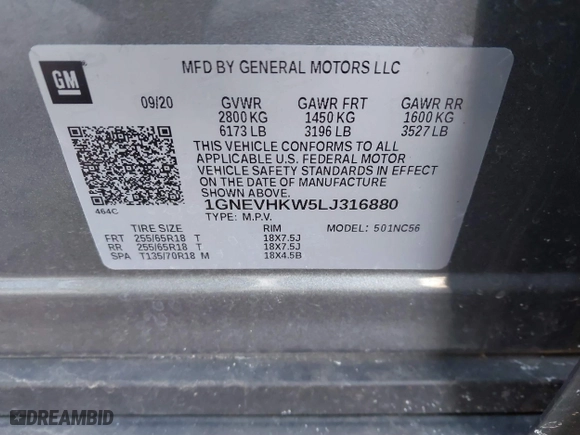 GM
MFD BY GENERAL MOTORS LLC
09/20 GVWR GAWR FRT GAWR RR
2800 KG 1450 KG 1600 KG
6173 LB 3196 LB 3527 LB
THIS VEHICLE CONFORMS TO ALL
APPLICABLE U.S. FEDERAL MOTOR
VEHICLE SAFETY STANDARDS IN EFFECT
ON THE DATE OF MANUFACTURE
SHOWN ABOVE.
1GNEVHKW5LJ316880
464C
TYPE: M.P.V. MODEL: 501NC56
TIRE SIZE RIM
FRT 255/65R18 T 18X7.5J
RR 255/65R18 T 18X7.5J
SPA T135/70R18 M 18X4.5B
DREAMBID